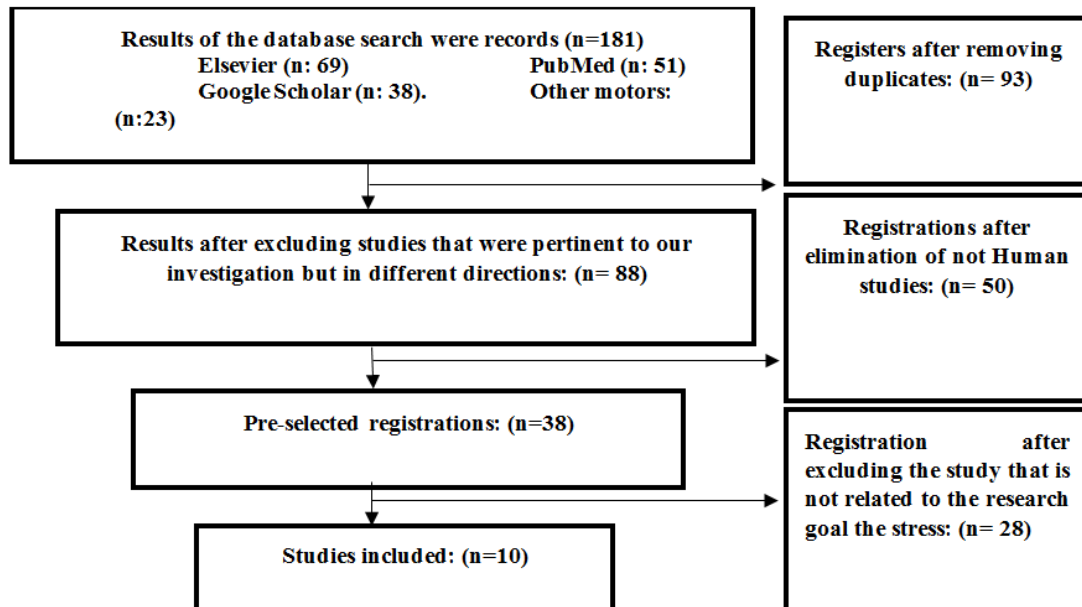 Results of the database search were records (n=181)
Elsevier (n: 69) PubMed (n: 51)
Google Scholar (n: 38). Other motors:
(n:23)
Registers after removing
duplicates: (n= 93)
Results after excluding studies that were pertinent to our
investigation but in different directions: (n= 88)
Registrations after
elimination of not Human
studies: (n= 50)
Pre-selected registrations: (n=38)
Registration after
excluding the study that is
not related to the research
goal the stress: (n= 28)
Studies included: (n=10)